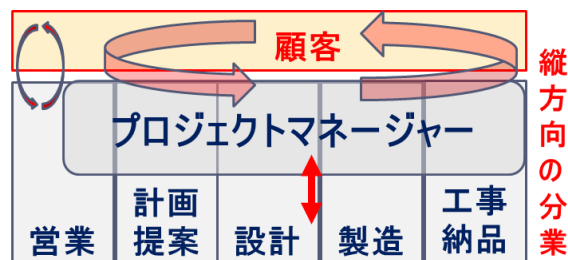 顧客
プロジェクトマネージャー
営業
計画
提案
設計
製造
工事
納品
縦方向の分業